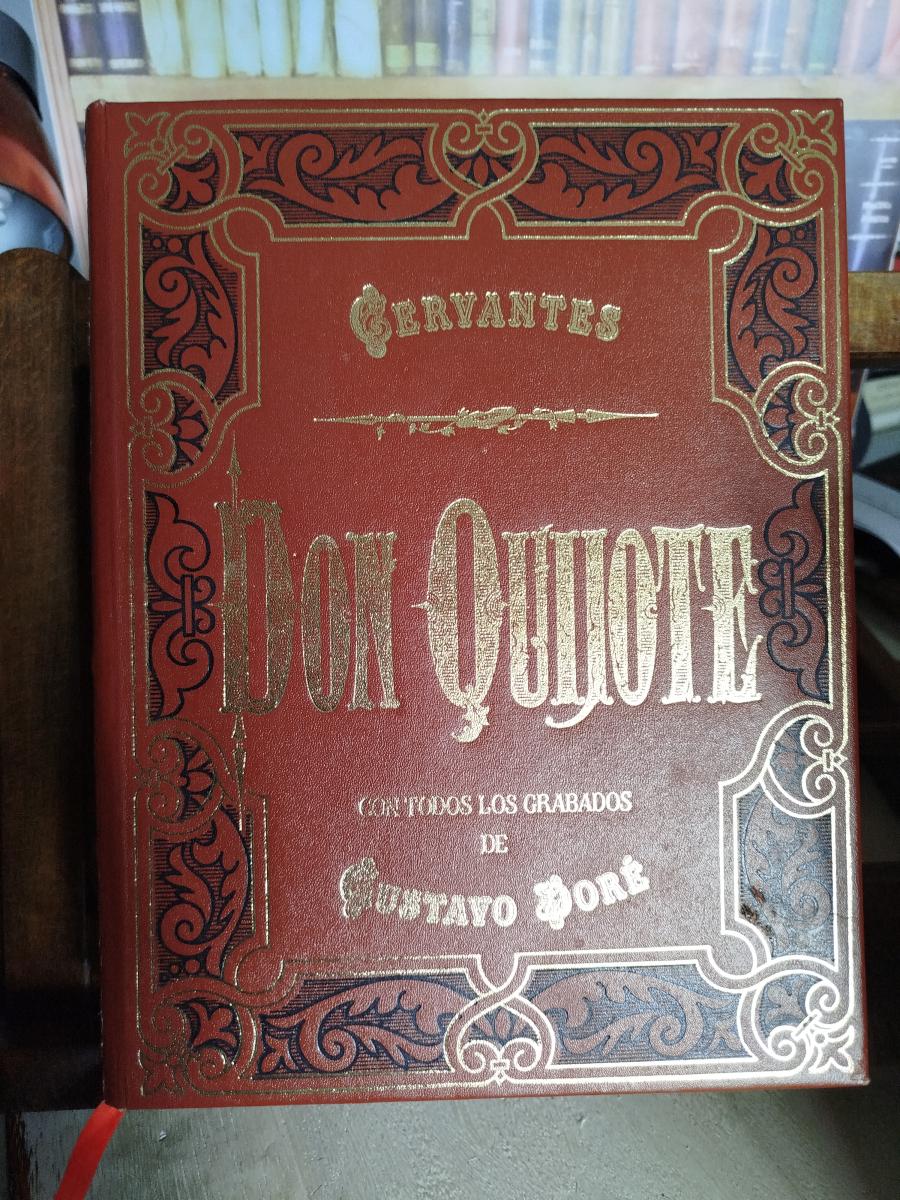 CERVANTES
DON QUIJOTE
CON TODOS LOS GRABADOS
DE
GUSTAVO DORÉ